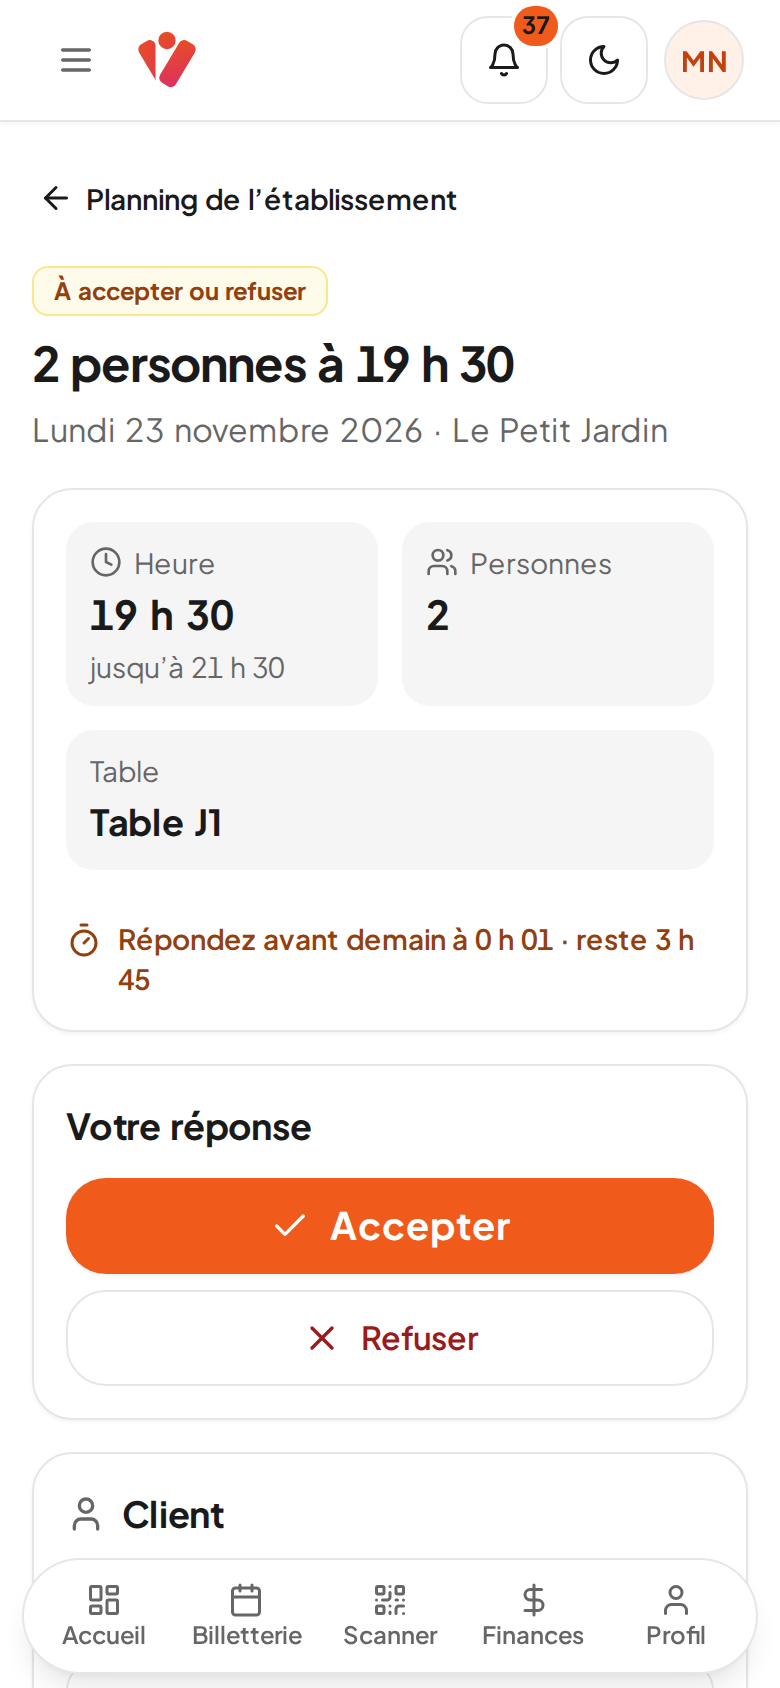 37
MN
Planning de l’établissement
À accepter ou refuser
2 personnes à 19 h 30
Lundi 23 novembre 2026 · Le Petit Jardin
Heure
19 h 30
jusqu’à 21 h 30
Personnes
2
Table
Table J1
Répondez avant demain à 0 h 01 · reste 3 h
45
Votre réponse
Accepter
Refuser
Client
Accueil
Billetterie
Scanner
Finances
Profil